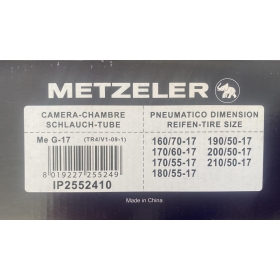 METZELER
CAMERA-CHAMBRE
SCHLAUCH-TUBE
Me G-17 (TR4/V1-09-1)
8 019227 255249
IP2552410
PNEUMATICO DIMENSION
REIFEN-TIRE SIZE
160/70-17 190/50-17
170/60-17 200/50-17
170/55-17 210/50-17
180/55-17
Made in China